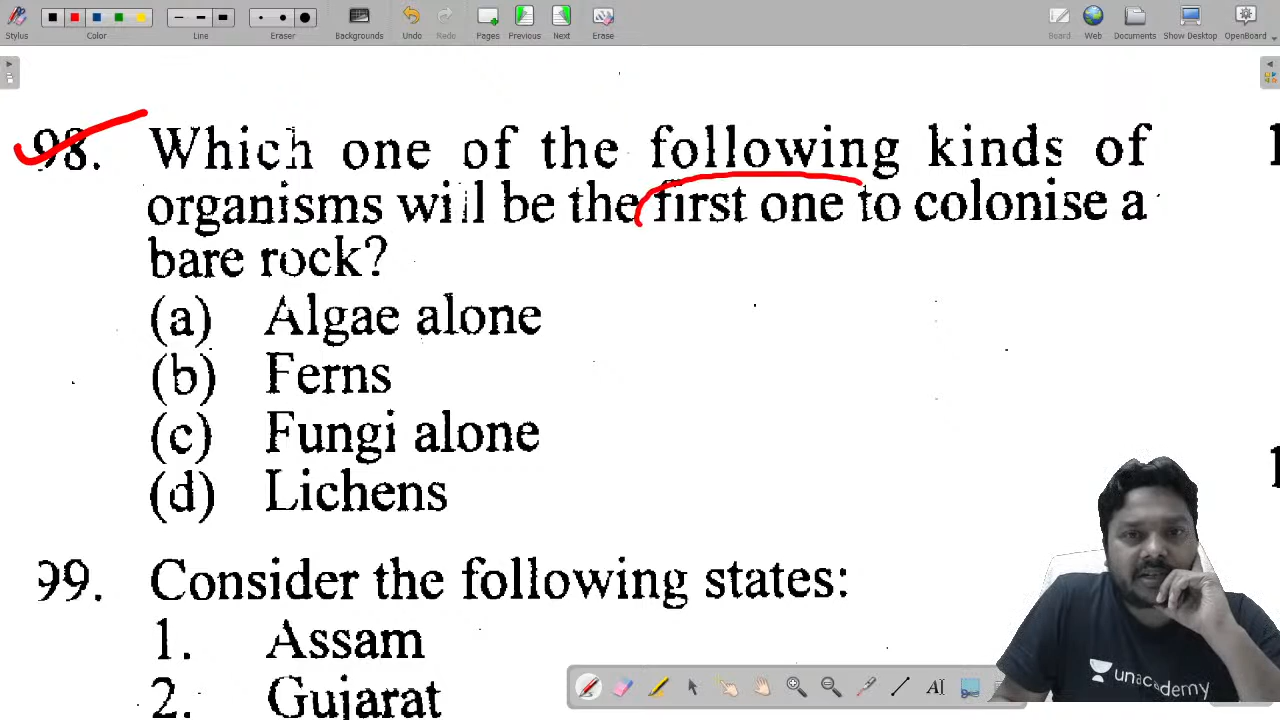 Stylus
Color
Line
Eraser
Backgrounds
Undo
Redo
Pages
Previous
Next
Erase
Board
Web
Documents
Show Desktop
OpenBoard
98. Which one of the following kinds of
organisms will be the first one to colonise a
bare rock?
(a) Algae alone
(b) Ferns
(c) Fungi alone
(d) Lichens
99. Consider the following states:
1. Assam
2. Gujarat
unacademy